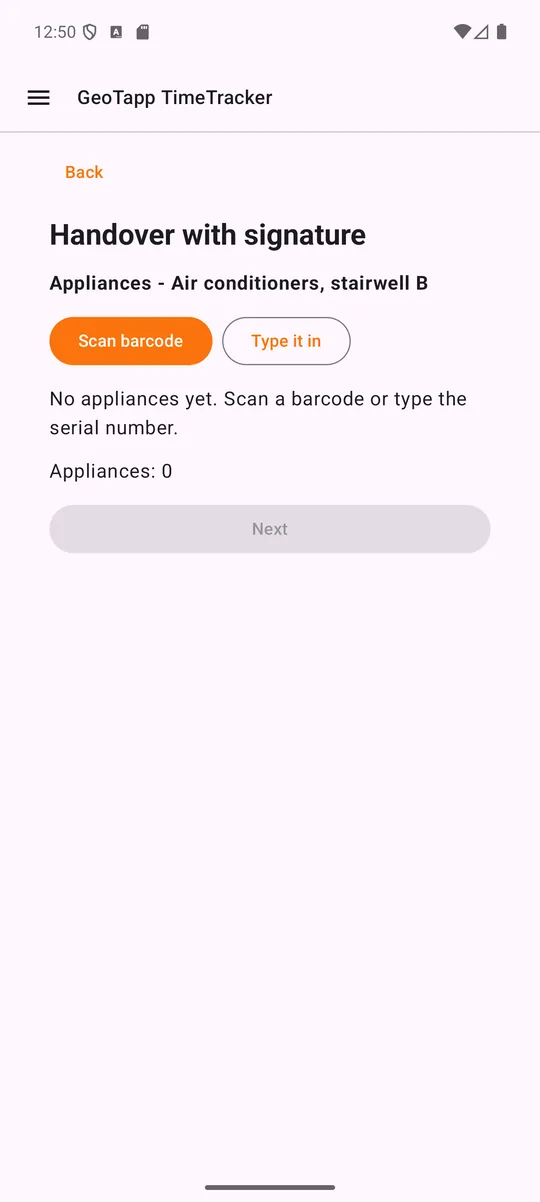 12:50
GeoTapp TimeTracker
Back
Handover with signature
Appliances - Air conditioners, stairwell B
Scan barcode
Type it in
No appliances yet. Scan a barcode or type the
serial number.
Appliances: 0
Next